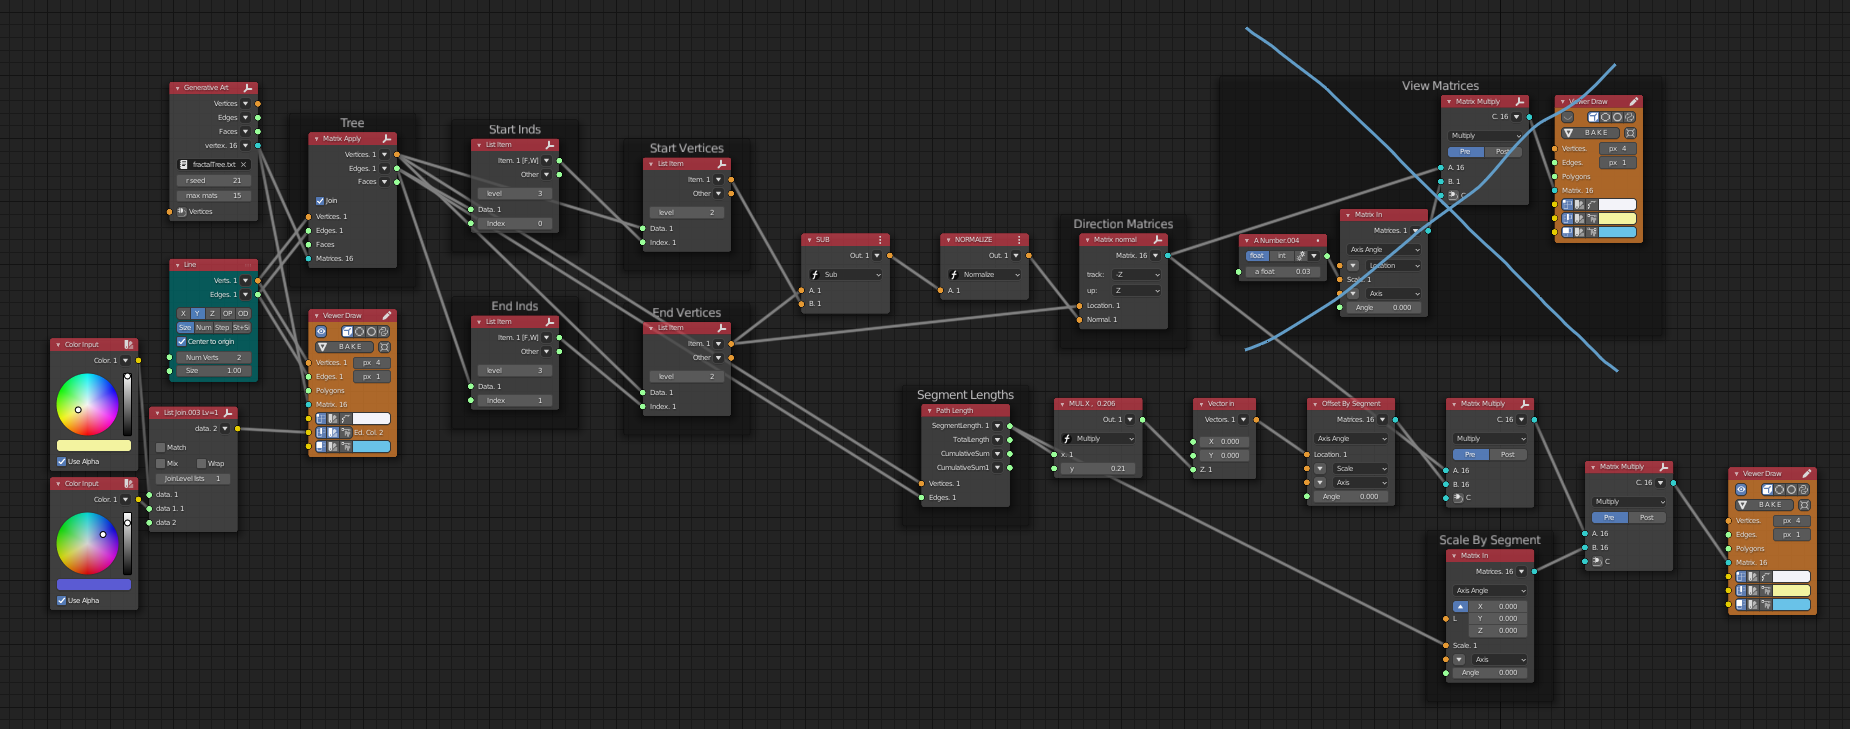 Generative Art
Vertices
Edges
Faces
vertex. 16
fractalTree.txt
r seed 21
max mats 15
Vertices
Line
Verts. 1
Edges. 1
X Y Z OP OD
Size Num Step St+Si
Center to origin
Num Verts 2
Size 1.00
Color Input
Color. 1
Use Alpha
Color Input
Color. 1
Use Alpha
List Join.003 Lv=1
data. 2
Match
Mix Wrap
JoinLevel lists 1
data. 1
data 1. 1
data 2
Tree
Matrix Apply
Vertices. 1
Edges. 1
Faces
Join
Vertices. 1
Edges. 1
Faces
Matrices. 16
Viewer Draw
BAKE
Vertices. 1 px 4
Edges. 1 px 1
Polygons
Matrix. 16
Ed. Col. 2
Start Inds
List Item
Item. 1 [F,W]
Other
level 3
Data. 1
Index 0
End Inds
List Item
Item. 1 [F,W]
Other
level 3
Data. 1
Index 1
Start Vertices
List Item
Item. 1
Other
level 2
Data. 1
Index. 1
End Vertices
List Item
Item. 1
Other
level 2
Data. 1
Index. 1
SUB
Out. 1
Sub
A. 1
B. 1
NORMALIZE
Out. 1
Normalize
A. 1
Direction Matrices
Matrix normal
Matrix. 16
track: -Z
up: Z
Location. 1
Normal. 1
Segment Lengths
Path Length
SegmentLength. 1
TotalLength
CumulativeSum
CumulativeSum1
Vertices. 1
Edges. 1
MUL X , 0.206
Out. 1
Multiply
x. 1
y 0.21
Vector in
Vectors. 1
X 0.000
Y 0.000
Z. 1
View Matrices
A Number.004
float int
a float 0.03
Matrix In
Matrices. 1
Axis Angle
Location
Scale. 1
Axis
Angle 0.000
Matrix Multiply
C. 16
Multiply
Pre Post
A. 16
B. 1
C
Viewer Draw
BAKE
Vertices. px 4
Edges. px 1
Polygons
Matrix. 16
Offset By Segment
Matrices. 16
Axis Angle
Location. 1
Scale
Axis
Angle 0.000
Matrix Multiply
C. 16
Multiply
Pre Post
A. 16
B. 16
C
Scale By Segment
Matrix In
Matrices. 16
Axis Angle
X 0.000
L Y 0.000
Z 0.000
Scale. 1
Axis
Angle 0.000
Matrix Multiply
C. 16
Multiply
Pre Post
A. 16
B. 16
C
Viewer Draw
BAKE
Vertices. px 4
Edges. px 1
Polygons
Matrix. 16